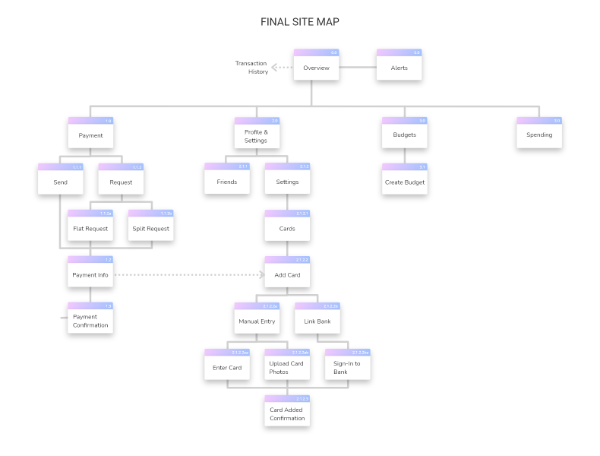 FINAL SITE MAP
Transaction
History
Overview
Alerts
Payment
Profile &
Settings
Budgets
Spending
Send
Request
Friends
Settings
Create Budget
Flat Request
Split Request
Cards
Payment Info
Add Card
Payment
Confirmation
Manual Entry
Link Bank
Enter Card
Upload Card
Photos
Sign-in to
Bank
Card Added
Confirmation